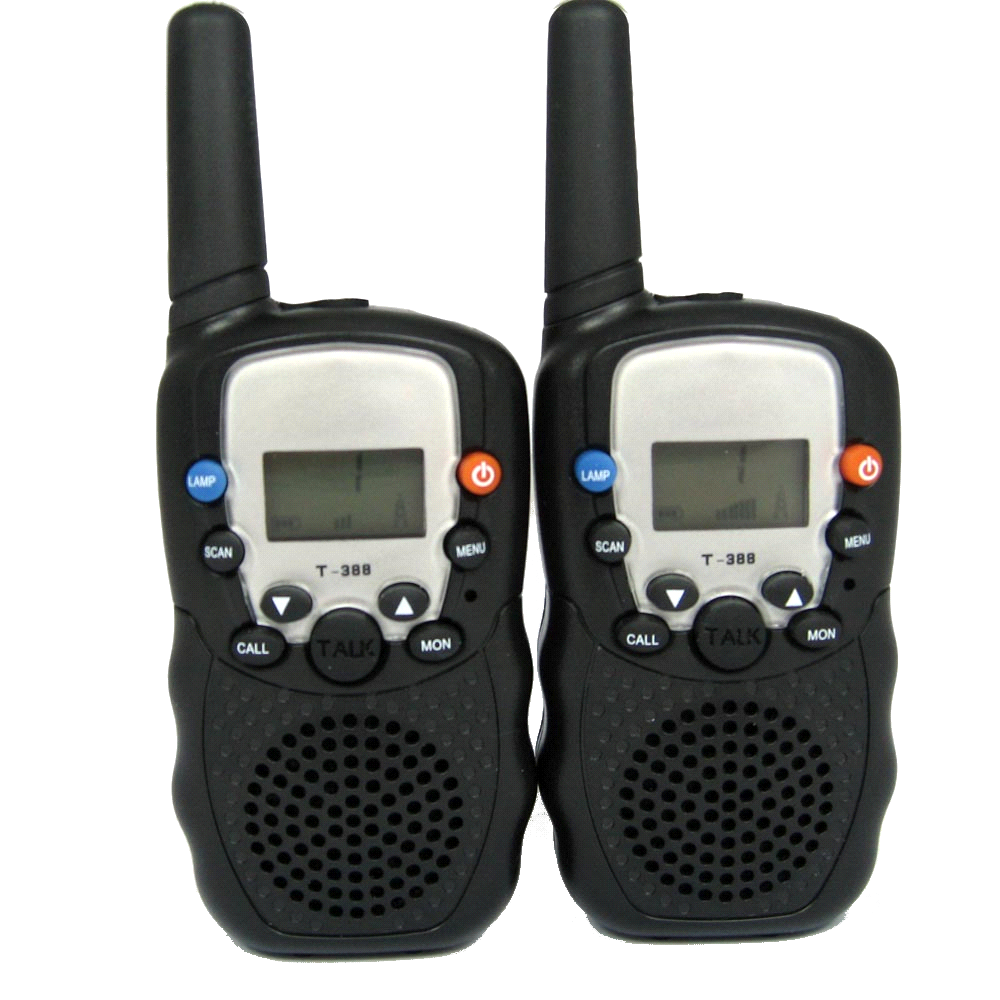 LAMP
SCAN
MENU
T-388
CALL
TALK
MON
LAMP
SCAN
MENU
T-388
CALL
TALK
MON